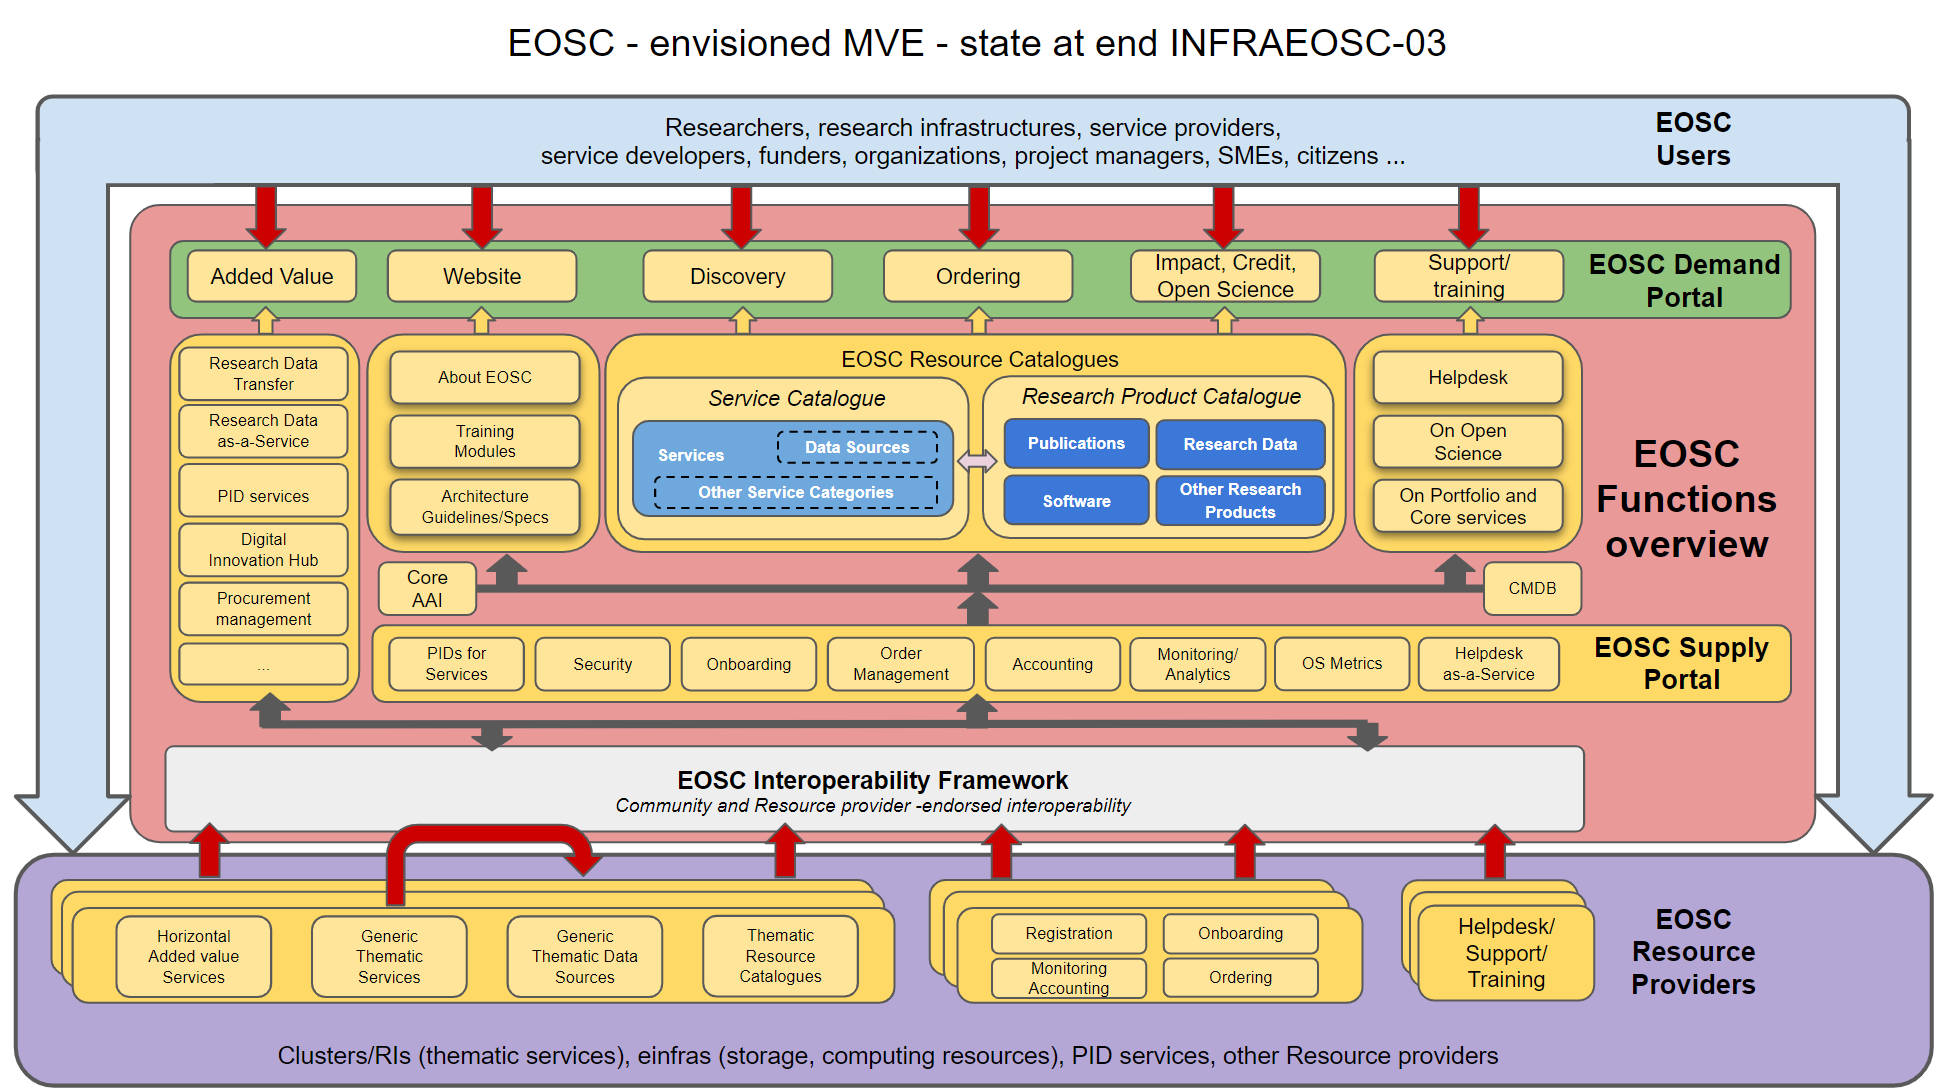 EOSC - envisioned MVE - state at end INFRAEOSC-03
Researchers, research infrastructures, service providers,
service developers, funders, organizations, project managers, SMEs, citizens ...
EOSC
Users
Added Value
Website
Discovery
Ordering
Impact, Credit,
Open Science
Support/
training
EOSC Demand
Portal
Research Data
Transfer
Research Data
as-a-Service
PID services
Digital
Innovation Hub
Procurement
management
...
About EOSC
Training
Modules
Architecture
Guidelines/Specs
EOSC Resource Catalogues
Service Catalogue
Services
Data Sources
Other Service Categories
Research Product Catalogue
Publications
Research Data
Software
Other Research
Products
Helpdesk
On Open
Science
On Portfolio and
Core services
EOSC
Functions
overview
Core
AAI
CMDB
PIDs for
Services
Security
Onboarding
Order
Management
Accounting
Monitoring/
Analytics
OS Metrics
Helpdesk
as-a-Service
EOSC Supply
Portal
EOSC Interoperability Framework
Community and Resource provider -endorsed interoperability
Horizontal
Added value
Services
Generic
Thematic
Services
Generic
Thematic Data
Sources
Thematic
Resource
Catalogues
Registration
Onboarding
Monitoring
Accounting
Ordering
Helpdesk/
Support/
Training
EOSC
Resource
Providers
Clusters/RIs (thematic services), einfras (storage, computing resources), PID services, other Resource providers